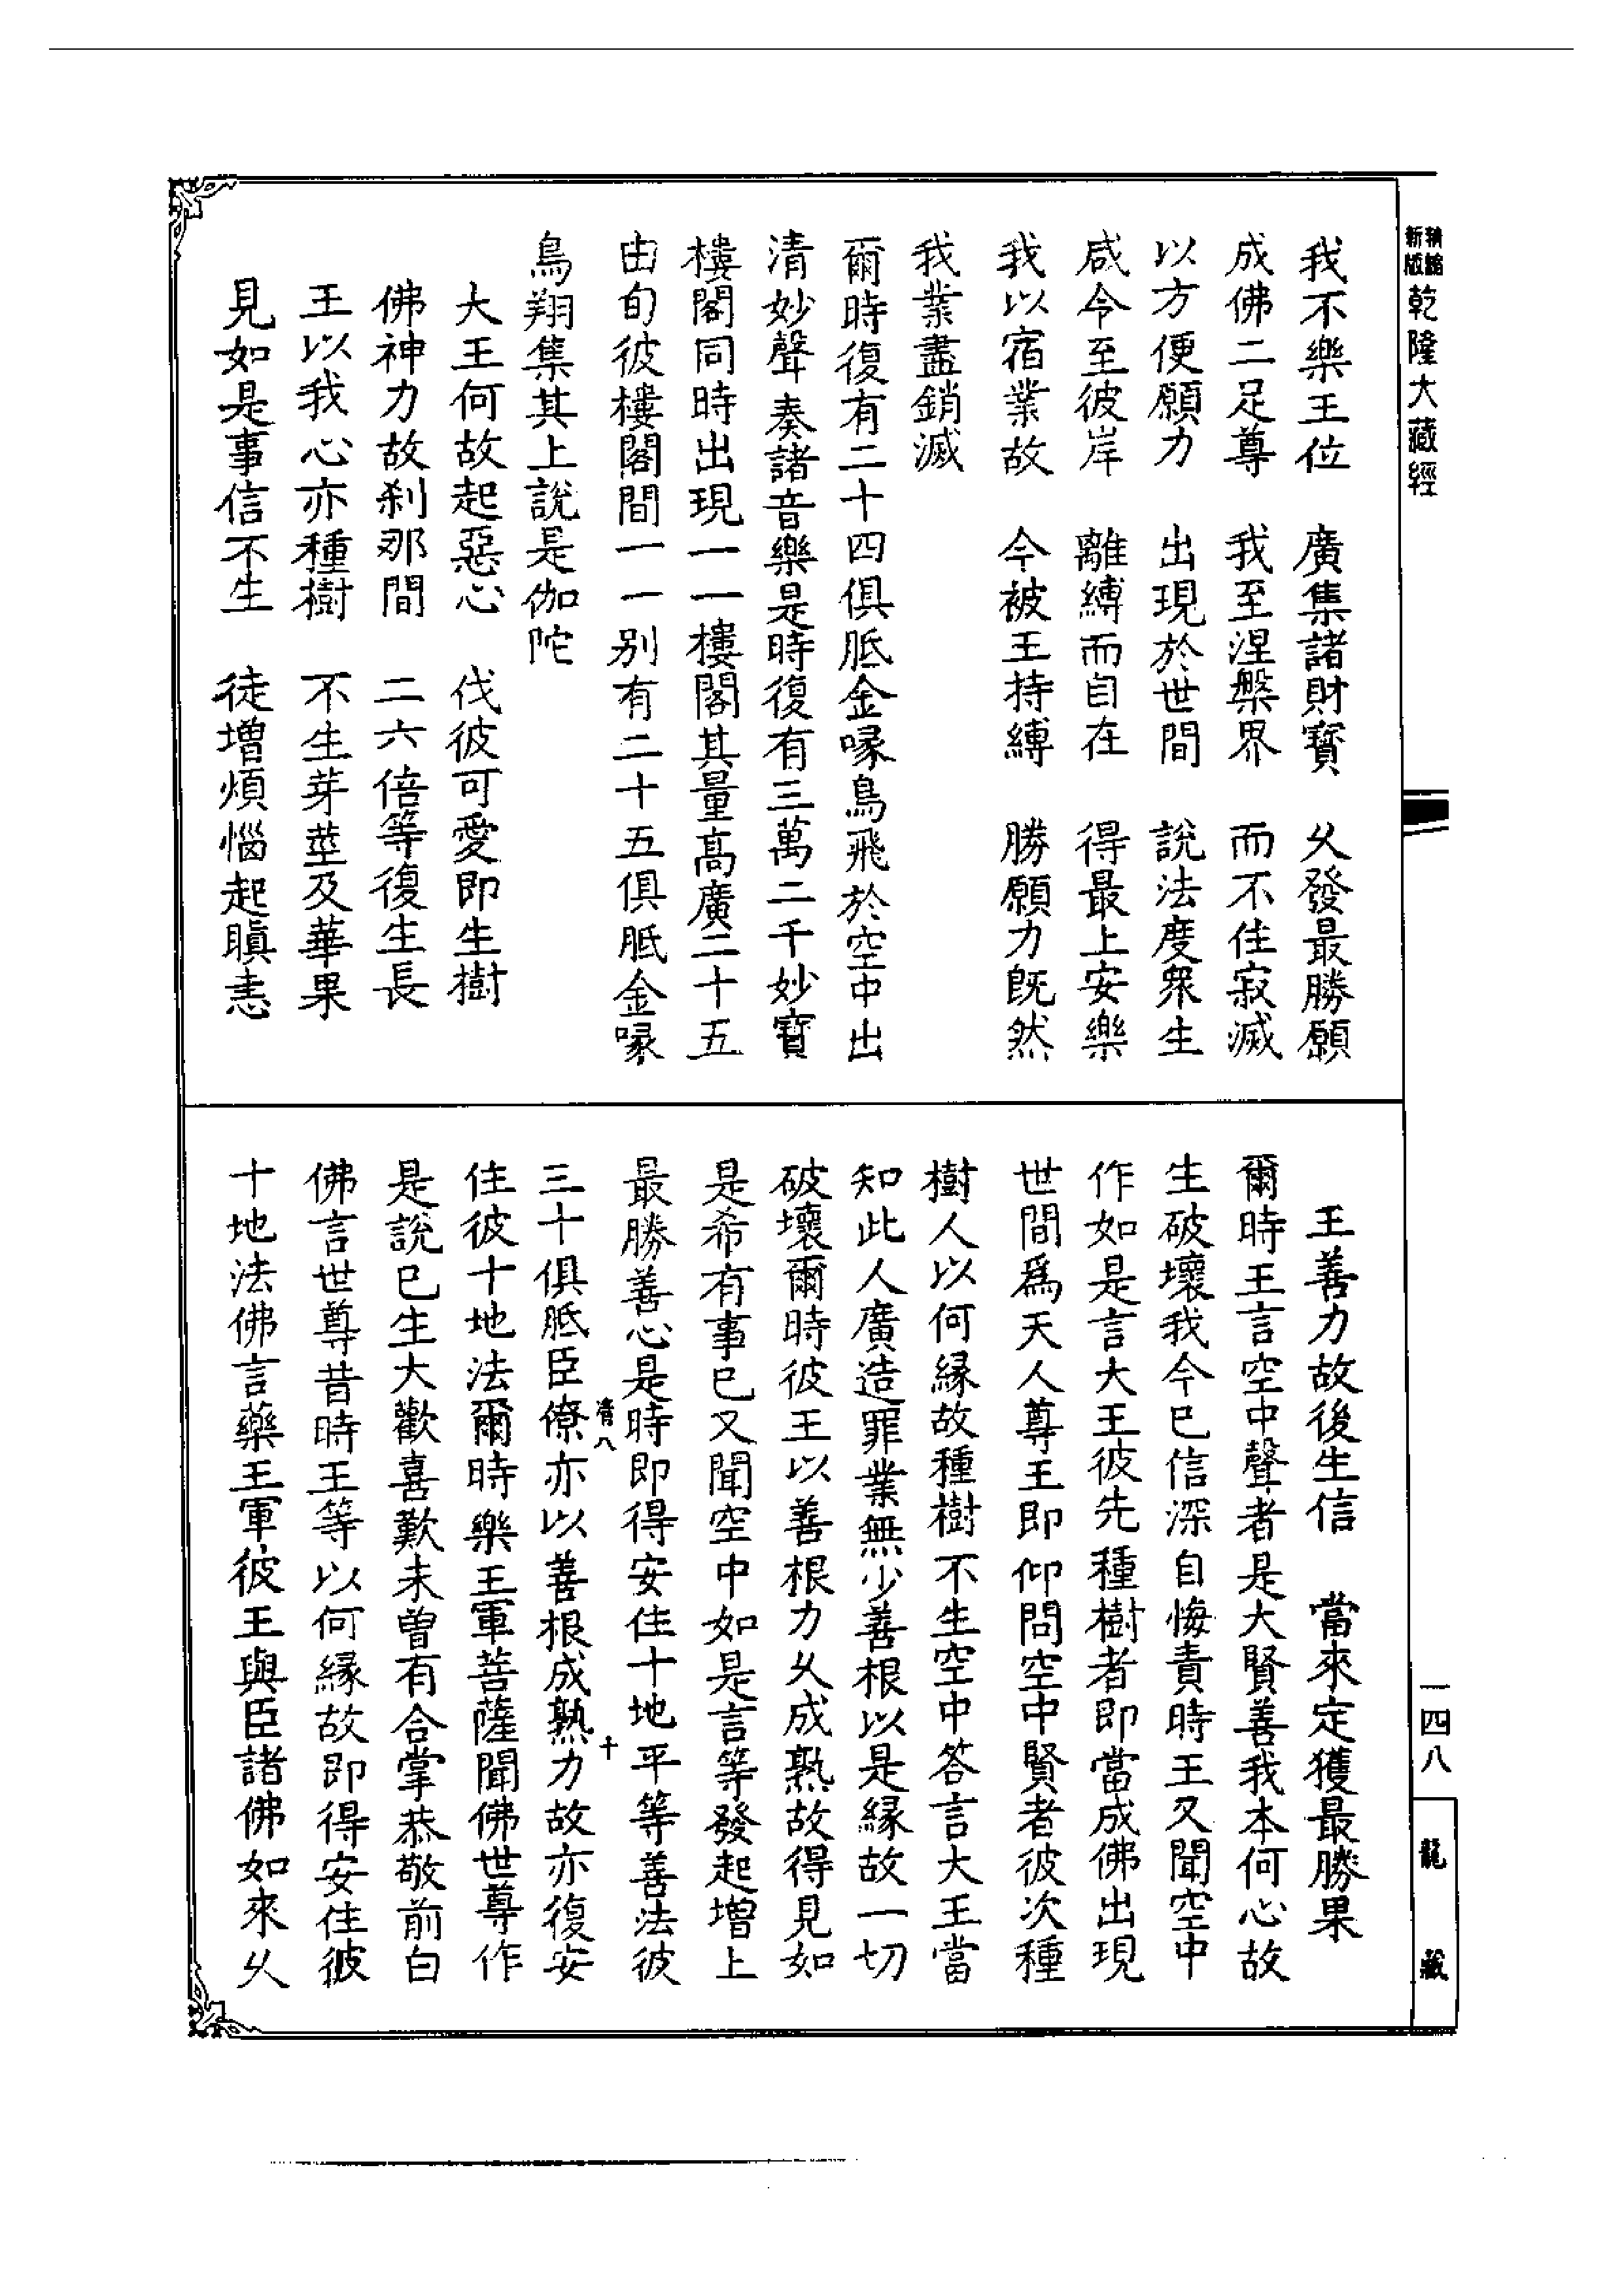 新版 精縮 乾隆大藏經
我不樂王位 廣集諸財寶 乆發最勝願
成佛二足尊 我至涅槃界 而不住寂滅
以方便願力 出現於世間 說法度衆生
咸令至彼岸 離縛而自在 得最上安樂
我以宿業故 今被王持縛 勝願力旣然
我業盡銷滅
爾時復有二十四俱胝金喙鳥飛於空中出
清妙聲奏諸音樂是時復有三萬二千妙寶
樓閣同時出現一一樓閣其量高廣二十五
由旬彼樓閣間一一別有二十五俱胝金喙
鳥翔集其上說是伽陀
大王何故起惡心 伐彼可愛即生樹
佛神力故刹那間 二六倍等復生長
王以我心亦種樹 不生芽莖及華果
見如是事信不生 徒增煩惱起瞋恚
王善力故後生信 當來定獲最勝果
爾時王言空中聲者是大賢善我本何心故
生破壞我今已信深自悔責時王又聞空中
作如是言大王彼先種樹者即當成佛出現
世間爲天人尊王即仰問空中賢者彼次種
樹人以何緣故種樹不生空中答言大王當
知此人廣造罪業無少善根以是緣故一切
破壞爾時彼王以善根力乆成熟故得見如
是希有事已又聞空中如是言等發起增上
最勝善心是時即得安住十地平等善法彼
清八 十
三十俱胝臣僚亦以善根成熟力故亦復安
住彼十地法爾時樂王軍菩薩聞佛世尊作
是說已生大歡喜歎未曾有合掌恭敬前白
佛言世尊昔時王等以何緣故即得安住彼
十地法佛言藥王軍彼王與臣諸佛如來乆
一四八
龍藏